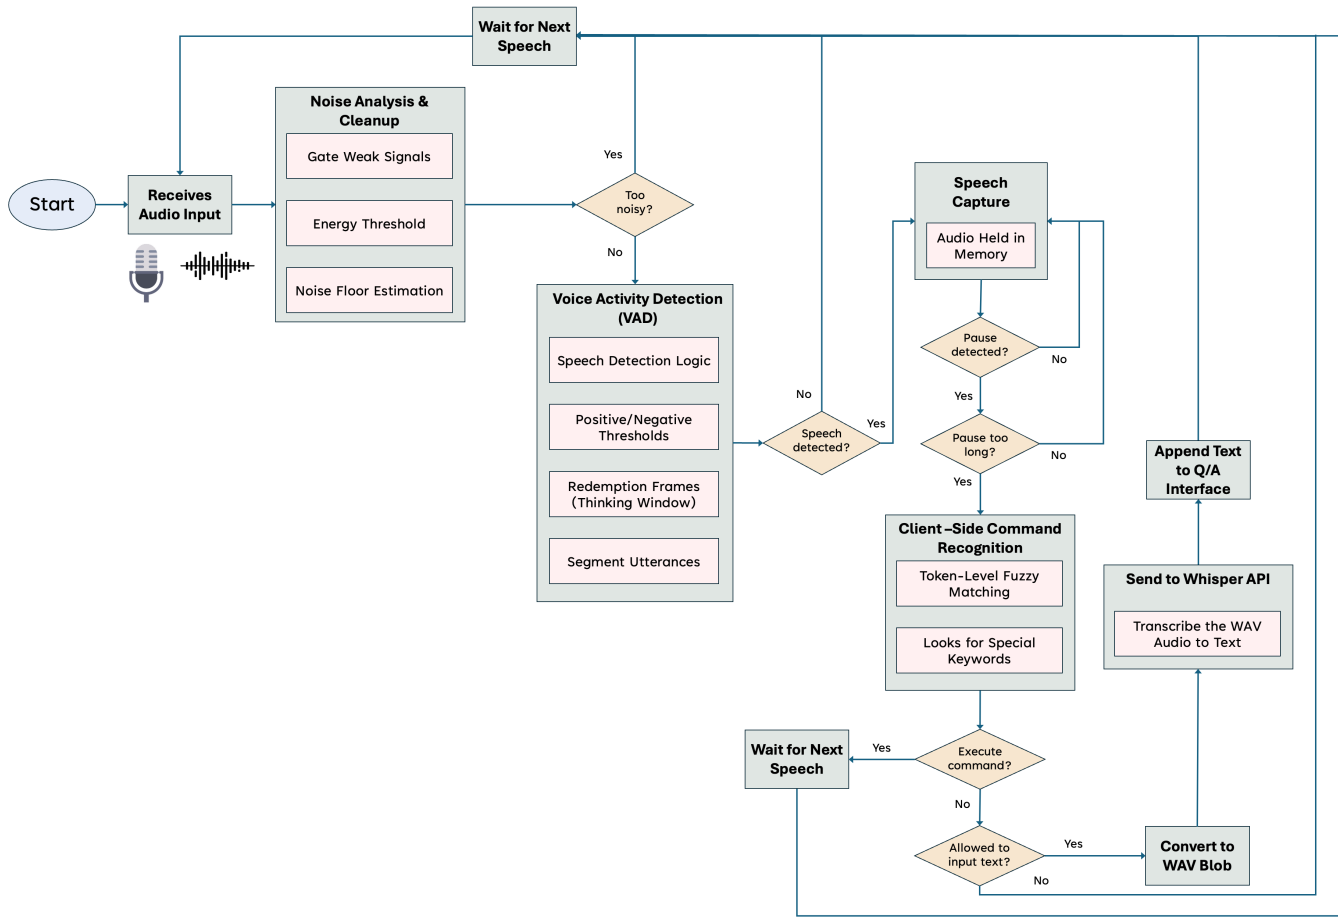 Wait for Next
Speech
Start
Receives
Audio Input
Noise Analysis &
Cleanup
Gate Weak Signals
Energy Threshold
Noise Floor Estimation
Yes
Too
noisy?
No
Voice Activity Detection
(VAD)
Speech Detection Logic
Positive/Negative
Thresholds
Redemption Frames
(Thinking Window)
Segment Utterances
No
Speech
detected?
Yes
Speech
Capture
Audio Held in
Memory
Pause
detected?
No
Yes
Pause too
long?
No
Yes
Client –Side Command
Recognition
Token-Level Fuzzy
Matching
Looks for Special
Keywords
Execute
command?
Yes
Wait for Next
Speech
No
Allowed to
input text?
Yes
No
Convert to
WAV Blob
Send to Whisper API
Transcribe the WAV
Audio to Text
Append Text
to Q/A
Interface